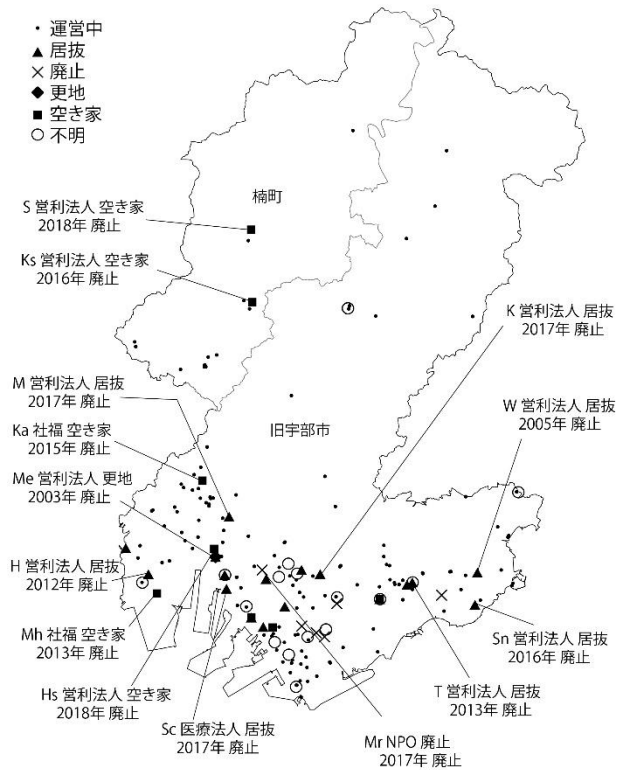 運営中
居抜
廃止
更地
空き家
不明
楠町
S 営利法人 空き家
2018年 廃止
Ks 営利法人 空き家
2016年 廃止
K 営利法人 居抜
2017年 廃止
M 営利法人 居抜
2017年 廃止
W 営利法人 居抜
2005年 廃止
Ka 社福 空き家
2015年 廃止
旧宇部市
Me 営利法人 更地
2003年 廃止
H 営利法人 居抜
2012年 廃止
Mh 社福 空き家
2013年 廃止
Sn 営利法人 居抜
2016年 廃止
Hs 営利法人 空き家
2018年 廃止
T 営利法人 居抜
2013年 廃止
Sc 医療法人 居抜
2017年 廃止
Mr NPO 廃止
2017年 廃止